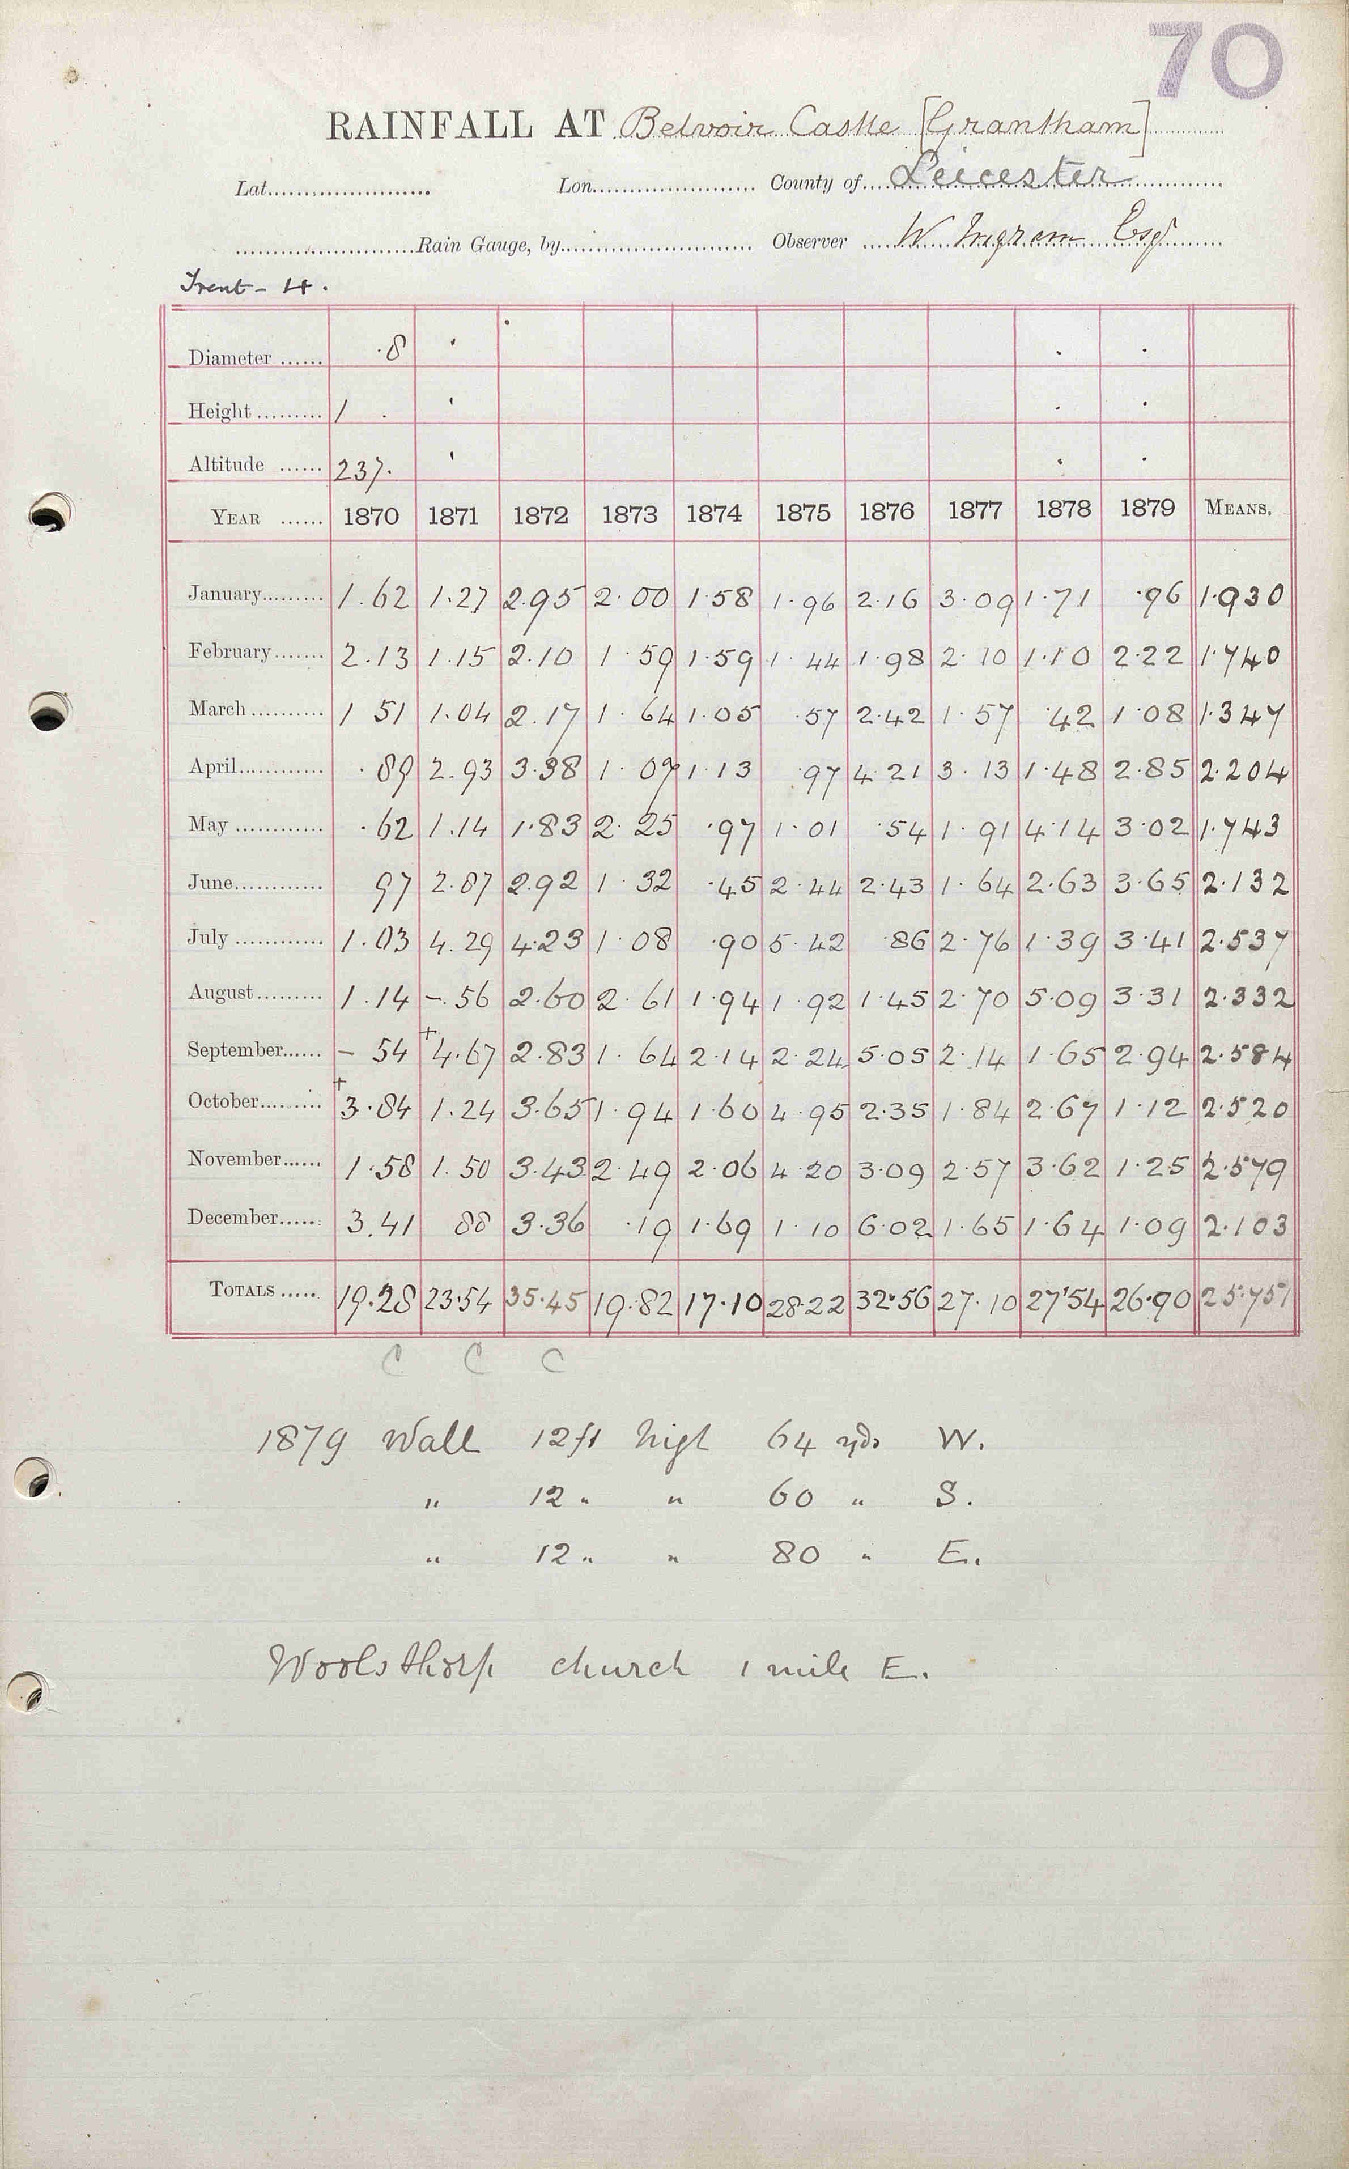 70
RAINFALL AT Belvoir Castle [Grantham]
Lat. Lon. County of Leicester
Rain Gauge, by Observer W Ingram Esqr
Trent - 4.
Diameter ·8
Height 1
Altitude 237.
YEAR 1870 1871 1872 1873 1874 1875 1876 1877 1878 1879 MEANS.
January 1.62 1.27 2.95 2.00 1.58 1.96 2.16 3.09 1.71 .96 1.930
February 2.13 1.15 2.10 1.59 1.59 1.44 1.98 2.10 1.10 2.22 1.740
March 1 51 1.04 2.17 1.64 1.05 .57 2.42 1.57 .42 1.08 1.347
April .89 2.93 3.38 1.07 1.13 .97 4.21 3.13 1.48 2.85 2.204
May .62 1.14 1.83 2.25 .97 1.01 .54 1.91 4.14 3.02 1.743
June 97 2.87 2.92 1.32 .45 2.44 2.43 1.64 2.63 3.65 2.132
July 1.03 4.29 4.23 1.08 .90 5.42 .86 2.76 1.39 3.41 2.537
August 1.14 -.56 2.60 2.61 1.94 1.92 1.45 2.70 5.09 3.31 2.332
September - 54 +4.67 2.83 1.64 2.14 2.24 5.05 2.14 1.65 2.94 2.584
October +3.84 1.24 3.65 1.94 1.60 4.95 2.35 1.84 2.67 1.12 2.520
November 1.58 1.50 3.43 2.49 2.06 4.20 3.09 2.57 3.62 1.25 2.579
December 3.41 88 3.36 .19 1.69 1.10 6.02 1.65 1.64 1.09 2.103
TOTALS 19.28 23.54 35.45 19.82 17.10 28.22 32.56 27.10 27.54 26.90 25.751
C C C
1879 Wall 12 ft high 64 yds W.
" 12 " " 60 " S.
" 12 " " 80 " E.
Woolsthorp church 1 mile E.